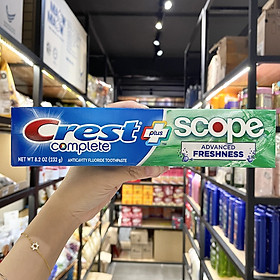 Crest plus scope
complete ADVANCED
FRESHNESS
NET WT 8.2 OZ (232 g) ANTICAVITY FLUORIDE TOOTHPASTE